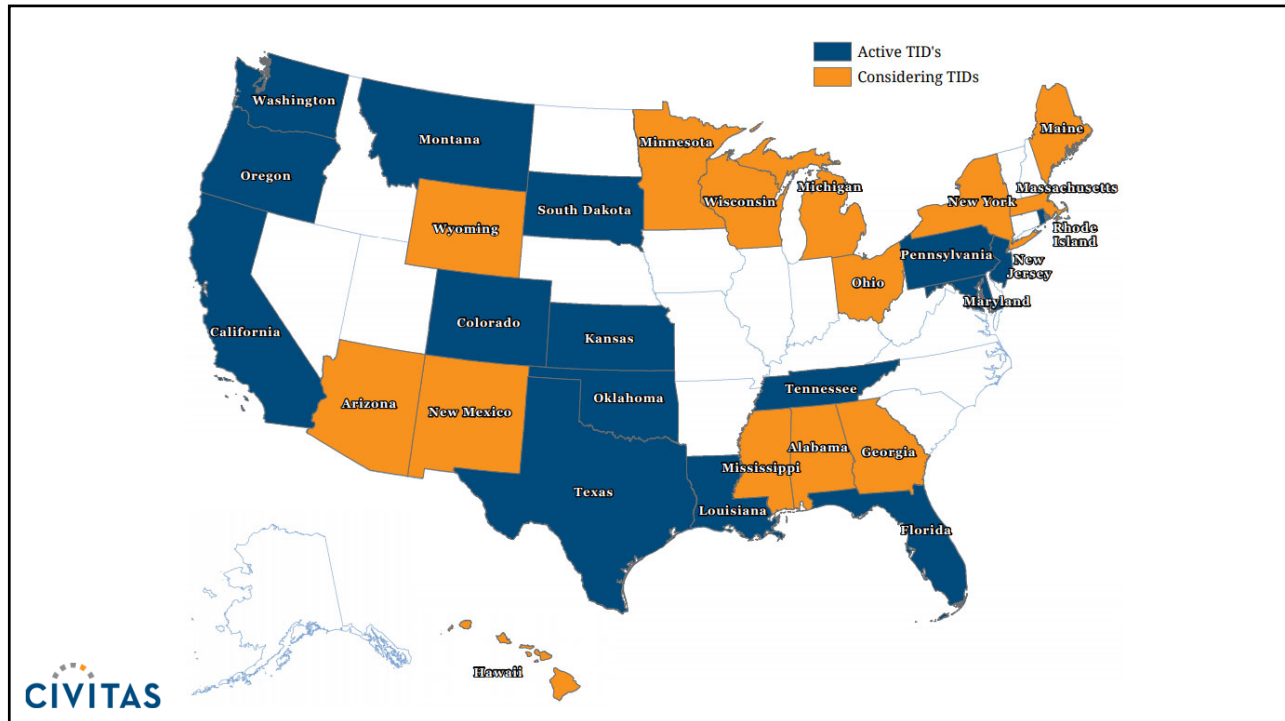 Active TID's
Considering TIDs
Washington
Montana
Oregon
Minnesota
Maine
Michigan
Massachusetts
Wisconsin
New York
South Dakota
Rhode
Island
Wyoming
Pennsylvania
New
Jersey
Ohio
Maryland
Colorado
California
Kansas
Tennessee
Oklahoma
Arizona
New Mexico
Alabama
Georgia
Mississippi
Texas
Louisiana
Florida
Hawaii
CIVITAS